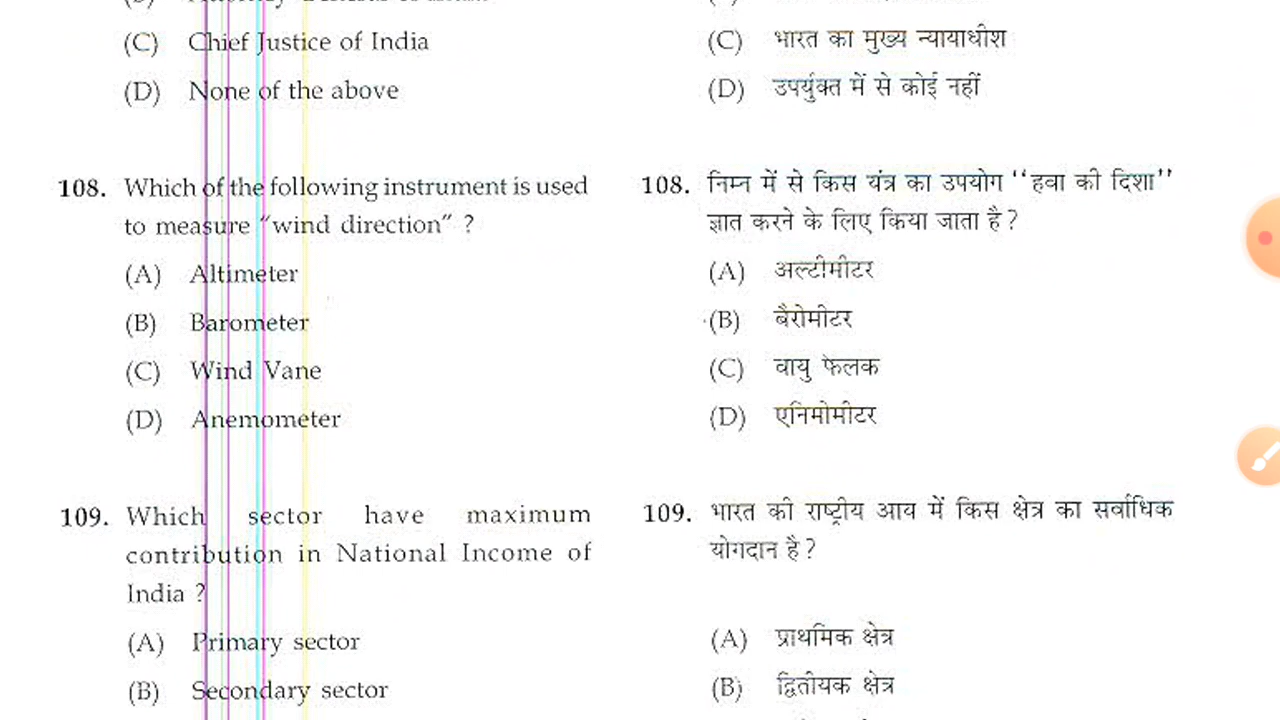 (C) Chief Justice of India
(D) None of the above
108. Which of the following instrument is used
to measure "wind direction" ?
(A) Altimeter
(B) Barometer
(C) Wind Vane
(D) Anemometer
109. Which sector have maximum
contribution in National Income of
India ?
(A) Primary sector
(B) Secondary sector
(C) भारत का मुख्य न्यायाधीश
(D) उपर्युक्त में से कोई नहीं
108. निम्न में से किस यंत्र का उपयोग ''हवा की दिशा''
ज्ञात करने के लिए किया जाता है ?
(A) अल्टीमीटर
(B) बैरोमीटर
(C) वायु फेलक
(D) एनिमोमीटर
109. भारत की राष्ट्रीय आय में किस क्षेत्र का सर्वाधिक
योगदान है ?
(A) प्राथमिक क्षेत्र
(B) द्वितीयक क्षेत्र